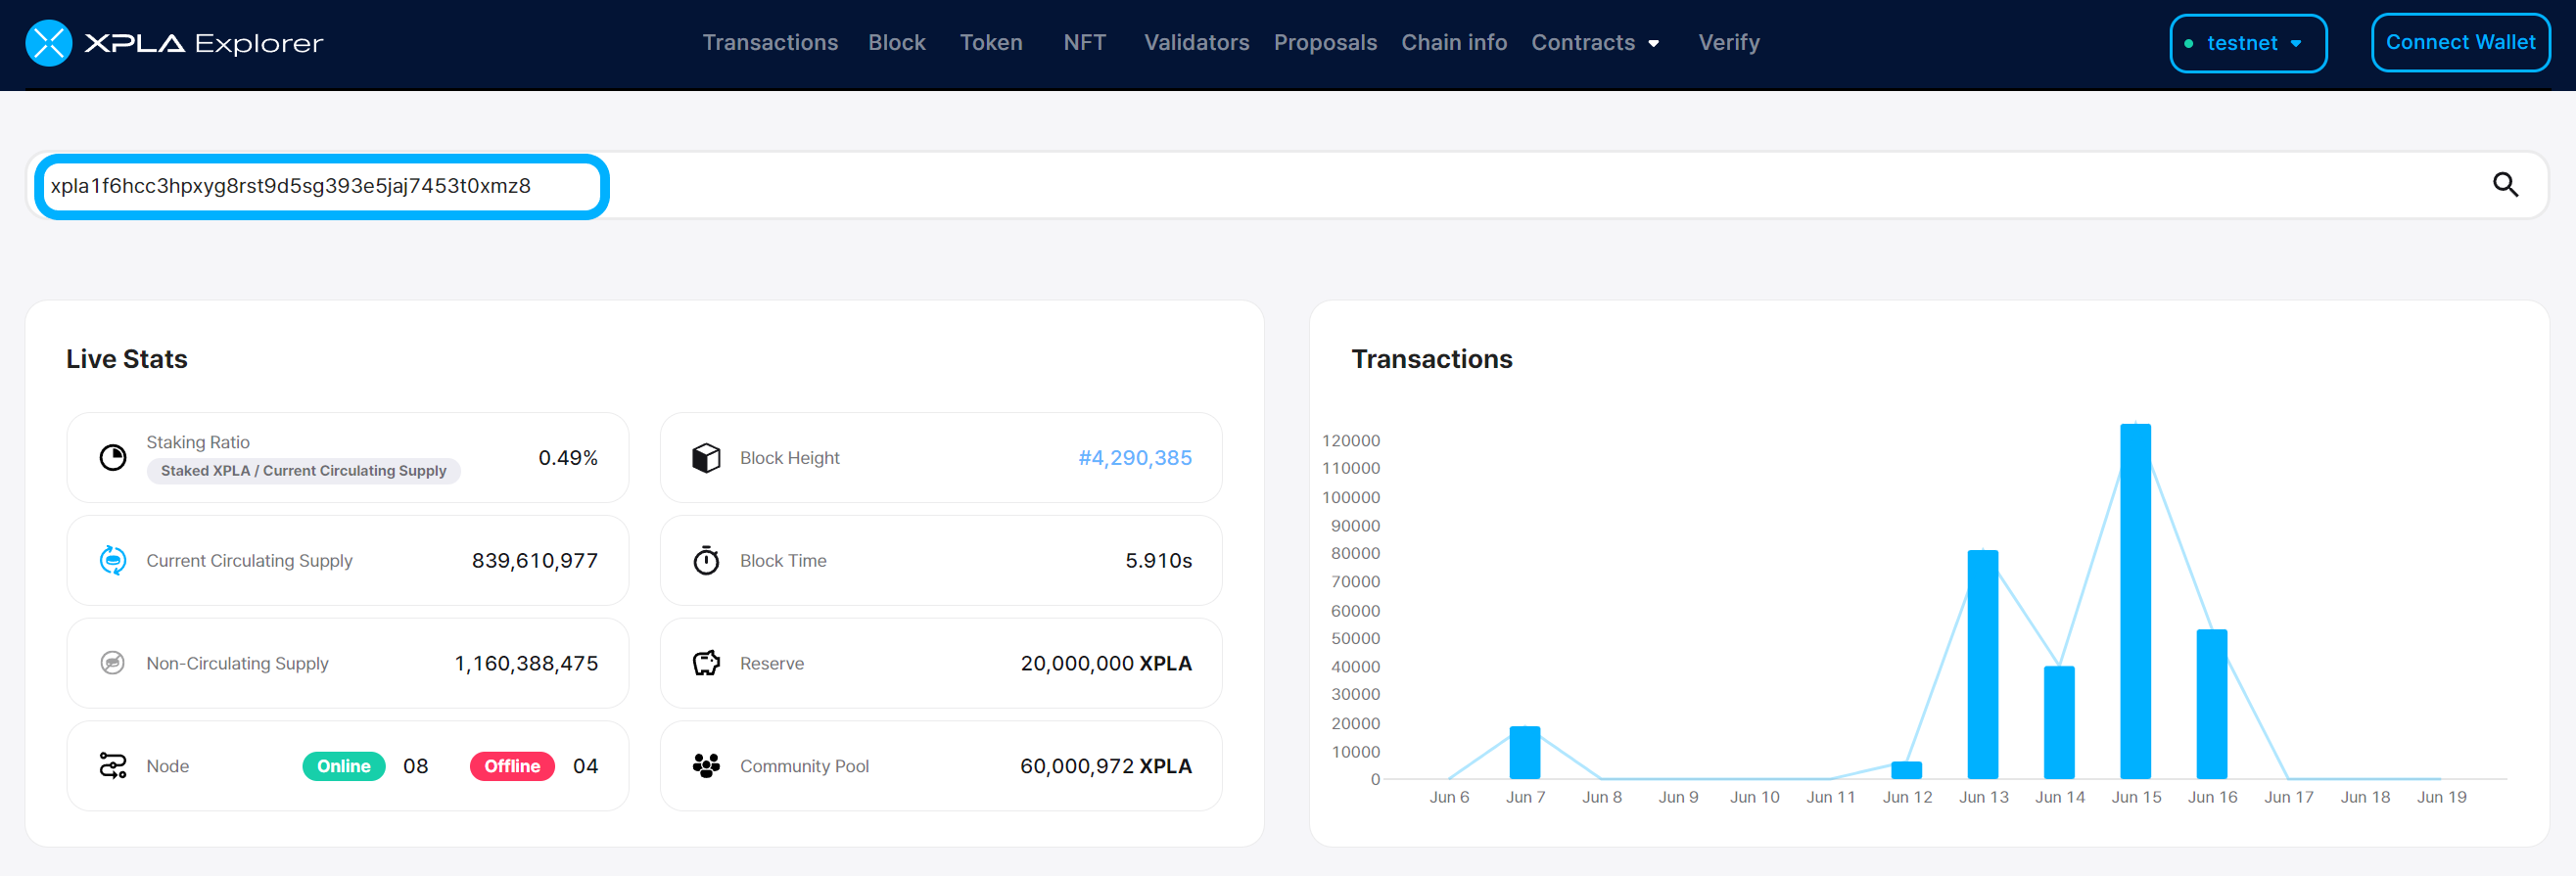 XPLA Explorer
Transactions Block Token NFT Validators Proposals Chain info Contracts Verify
testnet
Connect Wallet
xpla1f6hcc3hpxyg8rst9d5sg393e5jaj7453t0xmz8
Live Stats
Staking Ratio
Staked XPLA / Current Circulating Supply
0.49%
Block Height #4,290,385
Current Circulating Supply 839,610,977
Block Time 5.910s
Non-Circulating Supply 1,160,388,475
Reserve 20,000,000 XPLA
Node Online 08 Offline 04
Community Pool 60,000,972 XPLA
Transactions
120000
110000
100000
90000
80000
70000
60000
50000
40000
30000
20000
10000
0
Jun 6 Jun 7 Jun 8 Jun 9 Jun 10 Jun 11 Jun 12 Jun 13 Jun 14 Jun 15 Jun 16 Jun 17 Jun 18 Jun 19